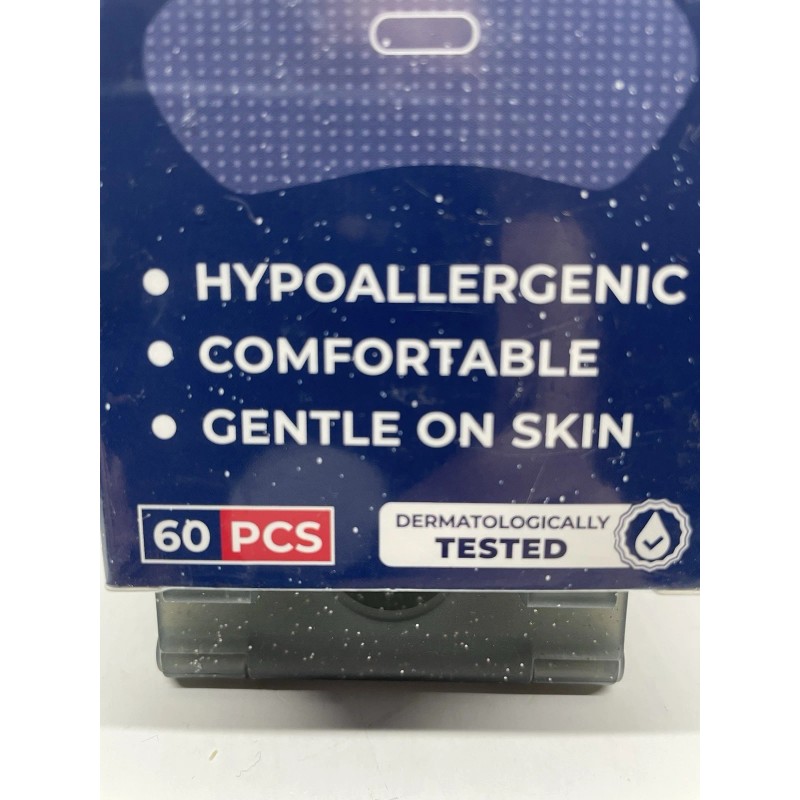 HYPOALLERGENIC
COMFORTABLE
GENTLE ON SKIN
60 PCS
DERMATOLOGICALLY
TESTED